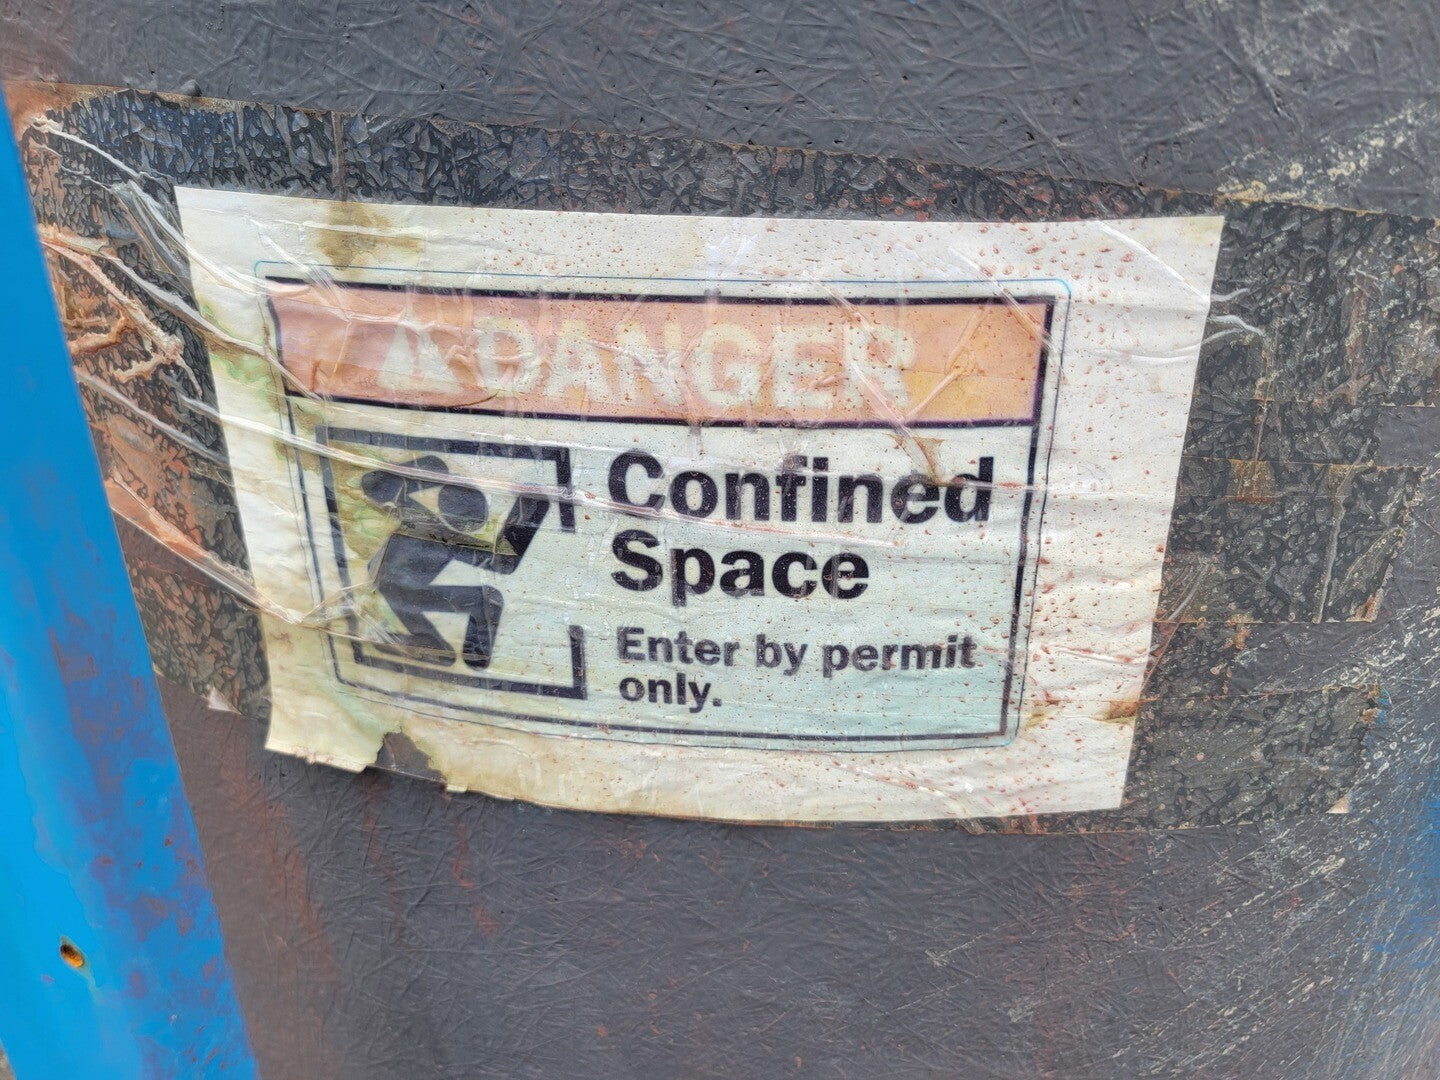 DANGER
Confined
Space
Enter by permit
only.